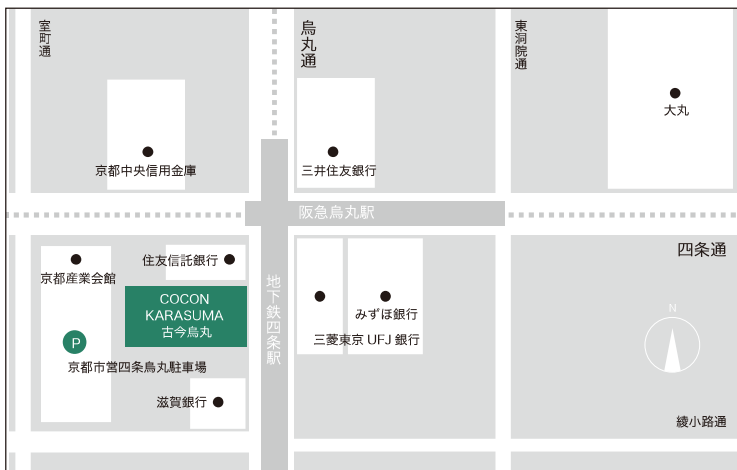 室町通
烏丸通
東洞院通
大丸
京都中央信用金庫
三井住友銀行
阪急烏丸駅
四条通
住友信託銀行
京都産業会館
地下鉄四条駅
COCON
KARASUMA
古今烏丸
みずほ銀行
三菱東京 UFJ 銀行
N
P
京都市営四条烏丸駐車場
滋賀銀行
綾小路通